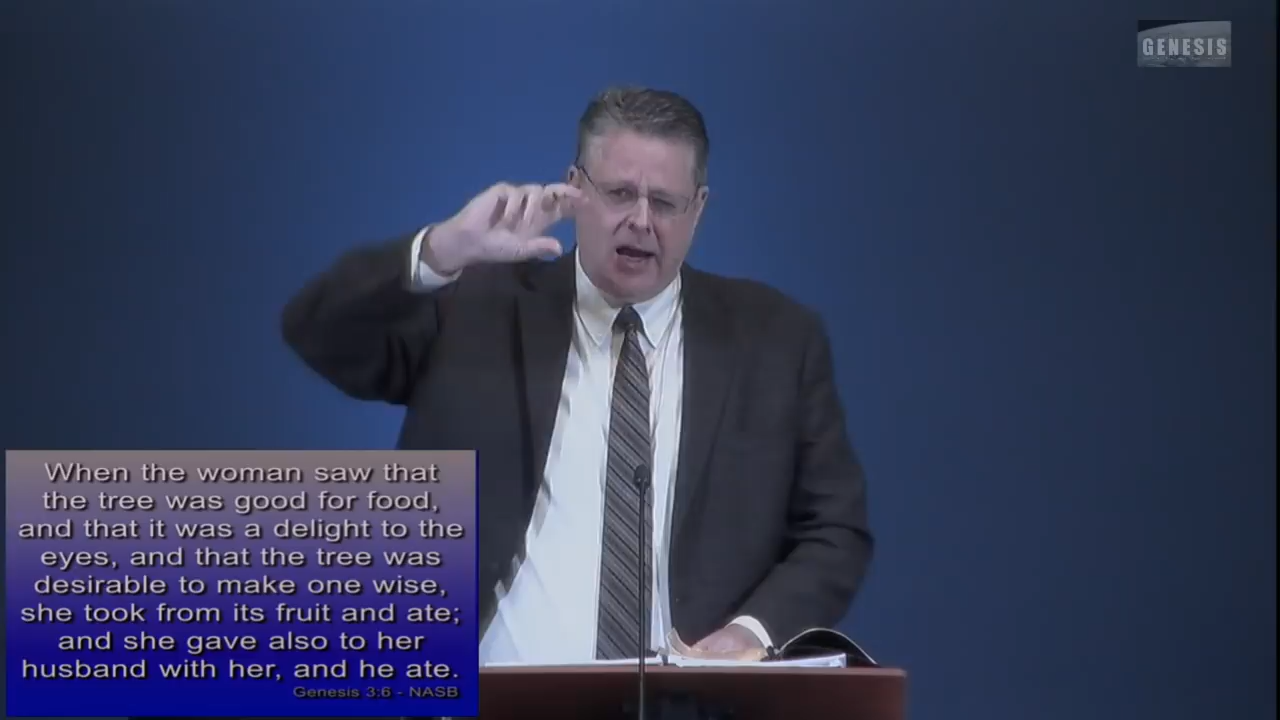 GENESIS
When the woman saw that
the tree was good for food,
and that it was a delight to the
eyes, and that the tree was
desirable to make one wise,
she took from its fruit and ate;
and she gave also to her
husband with her, and he ate.
Genesis 3:6 - NASB